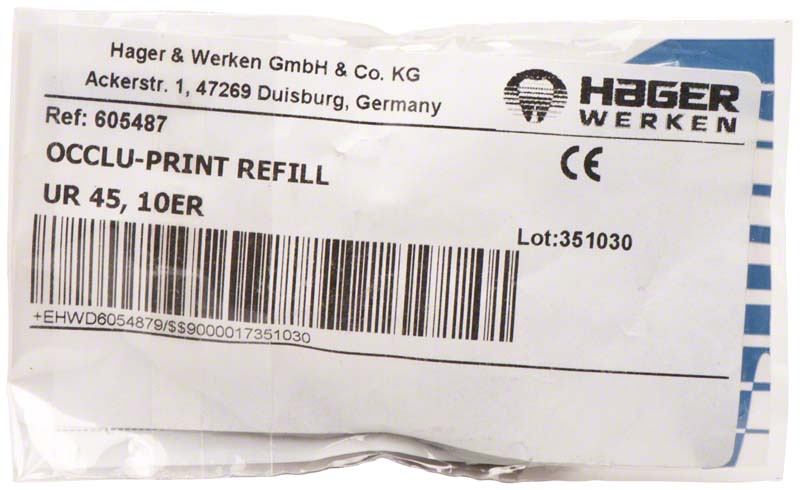 Hager & Werken GmbH & Co. KG
Ackerstr. 1, 47269 Duisburg, Germany
HAGER
WERKEN
Ref: 605487
OCCLU-PRINT REFILL
UR 45, 10ER
CE
Lot:351030
+EHWD6054879/$$9000017351030